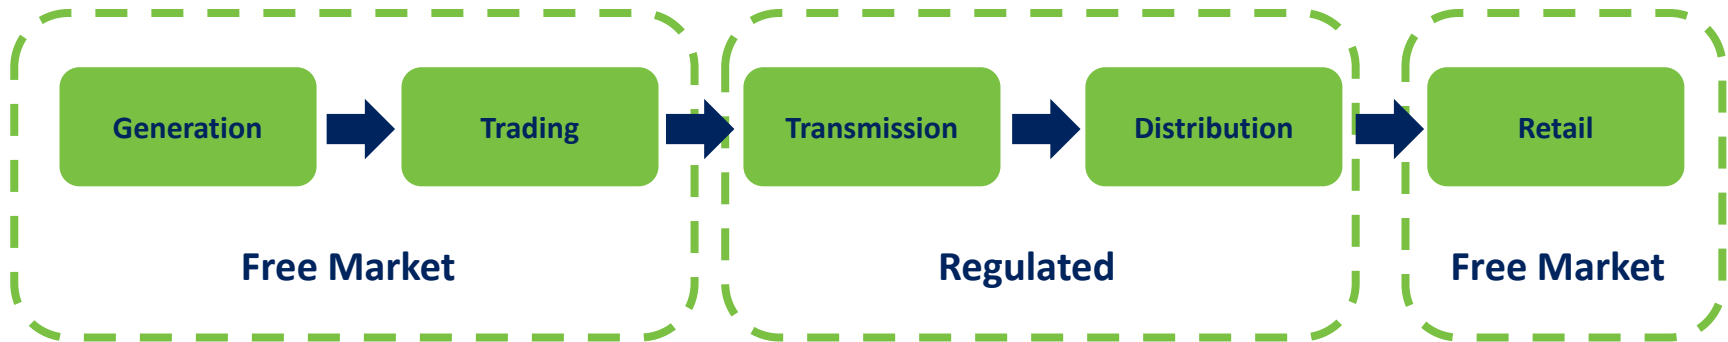 Generation
Trading
Transmission
Distribution
Retail
Free Market
Regulated
Free Market